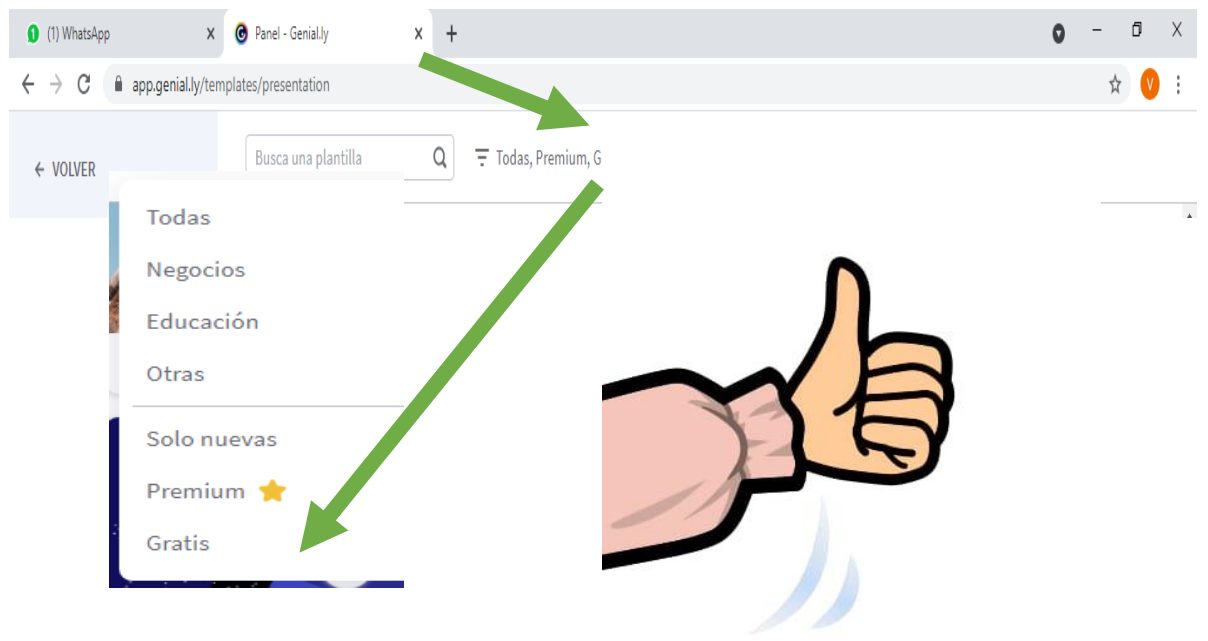 (1) WhatsApp
Panel - Genial.ly
app.genial.ly/templates/presentation
VOLVER
Busca una plantilla
Todas, Premium, G
Todas
Negocios
Educación
Otras
Solo nuevas
Premium
Gratis
V